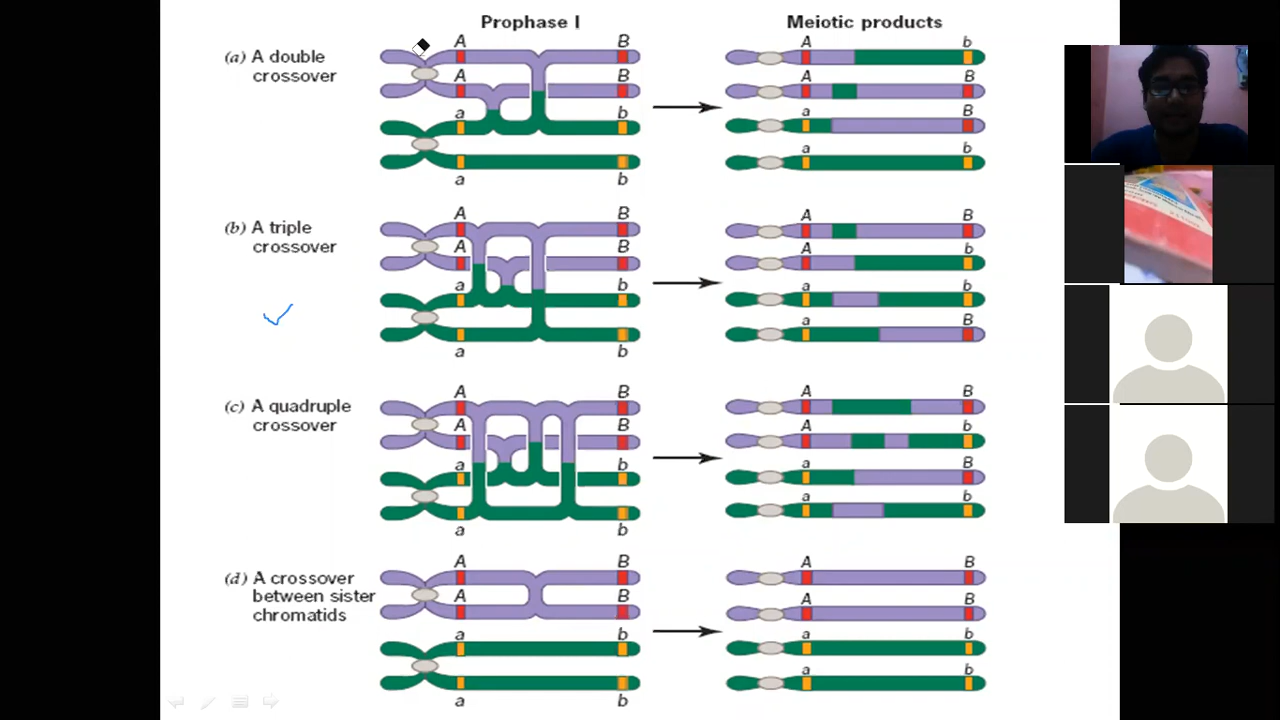 Prophase I
Meiotic products
(a) A double
crossover
A B
A B
a b
a b
A b
A B
a B
a b
(b) A triple
crossover
A B
A B
a b
a b
A B
A b
a b
a B
(c) A quadruple
crossover
A B
A B
a b
a b
A B
A b
a B
a b
(d) A crossover
between sister
chromatids
A B
A B
a b
a b
A B
A B
a b
a b